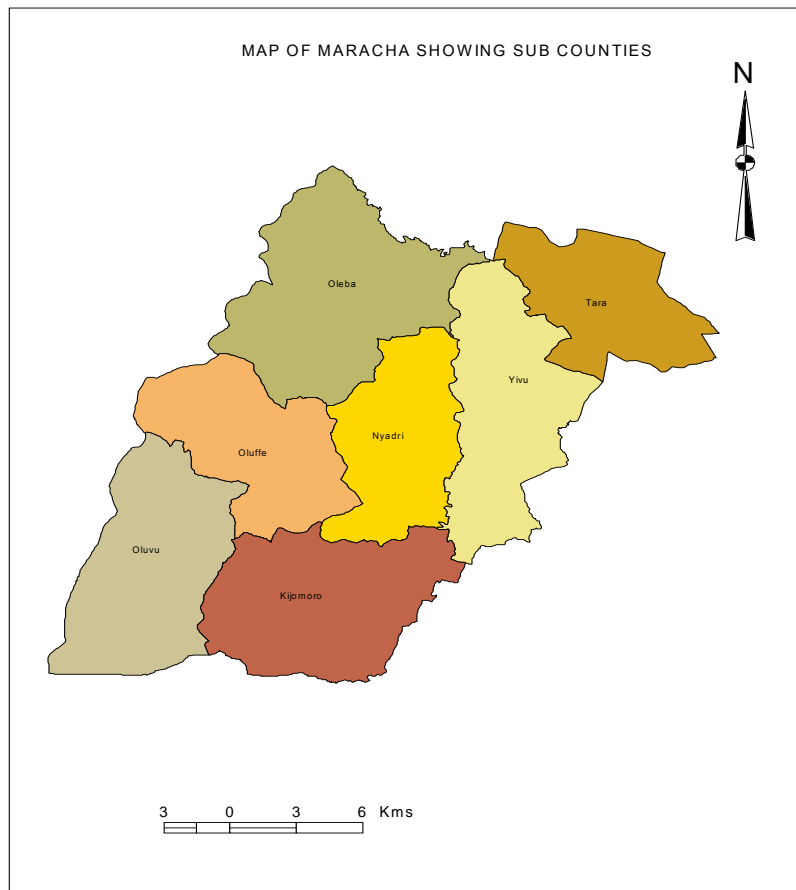 MAP OF MARACHA SHOWING SUB COUNTIES
N
Oleba
Tara
Yivu
Nyadri
Oluffe
Oluvu
Kijomoro
3 0 3 6 Kms